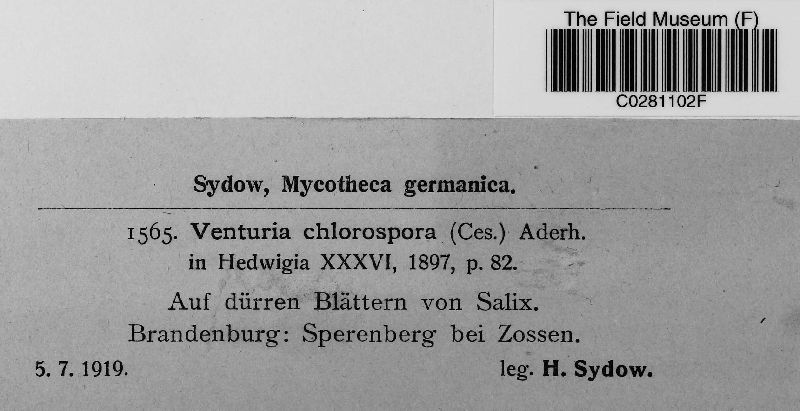 The Field Museum (F)
C0281102F
Sydow, Mycotheca germanica.
1565. Venturia chlorospora (Ces.) Aderh.
in Hedwigia XXXVI, 1897, p. 82.
Auf dürren Blättern von Salix.
Brandenburg: Sperenberg bei Zossen.
5. 7. 1919. leg. H. Sydow.